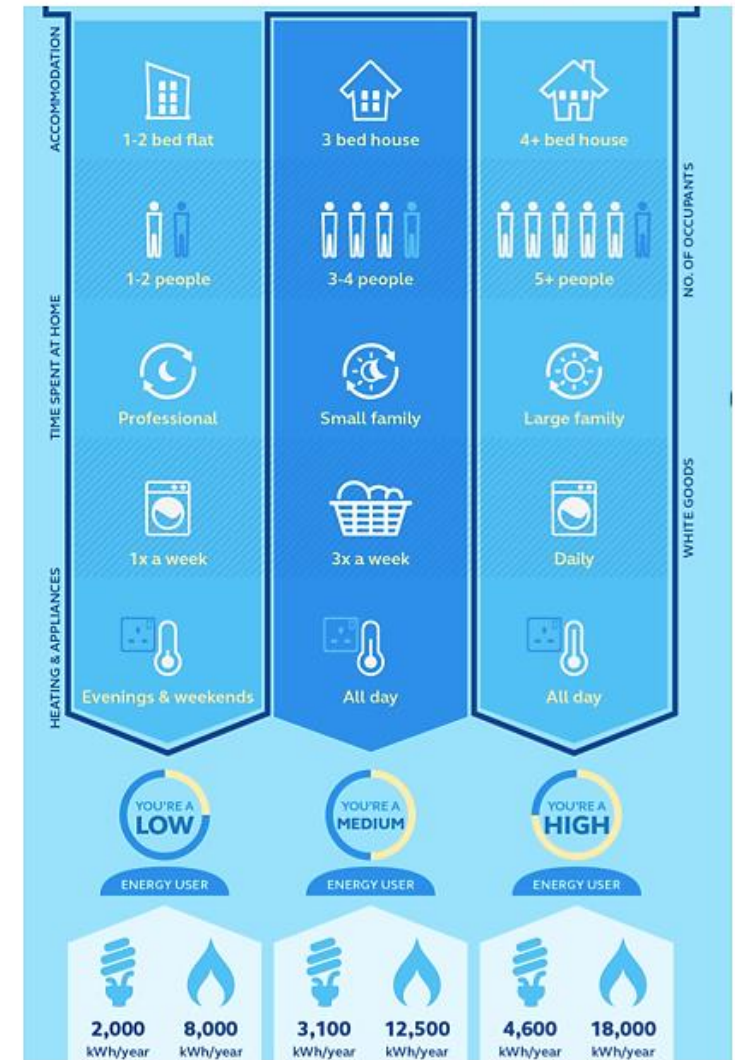 ACCOMMODATION
1-2 bed flat
3 bed house
4+ bed house
NO. OF OCCUPANTS
1-2 people
3-4 people
5+ people
TIME SPENT AT HOME
Professional
Small family
Large family
WHITE GOODS
1x a week
3x a week
Daily
HEATING & APPLIANCES
Evenings & weekends
All day
All day
YOU'RE A
LOW
ENERGY USER
YOU'RE A
MEDIUM
ENERGY USER
YOU'RE A
HIGH
ENERGY USER
2,000
kWh/year
8,000
kWh/year
3,100
kWh/year
12,500
kWh/year
4,600
kWh/year
18,000
kWh/year